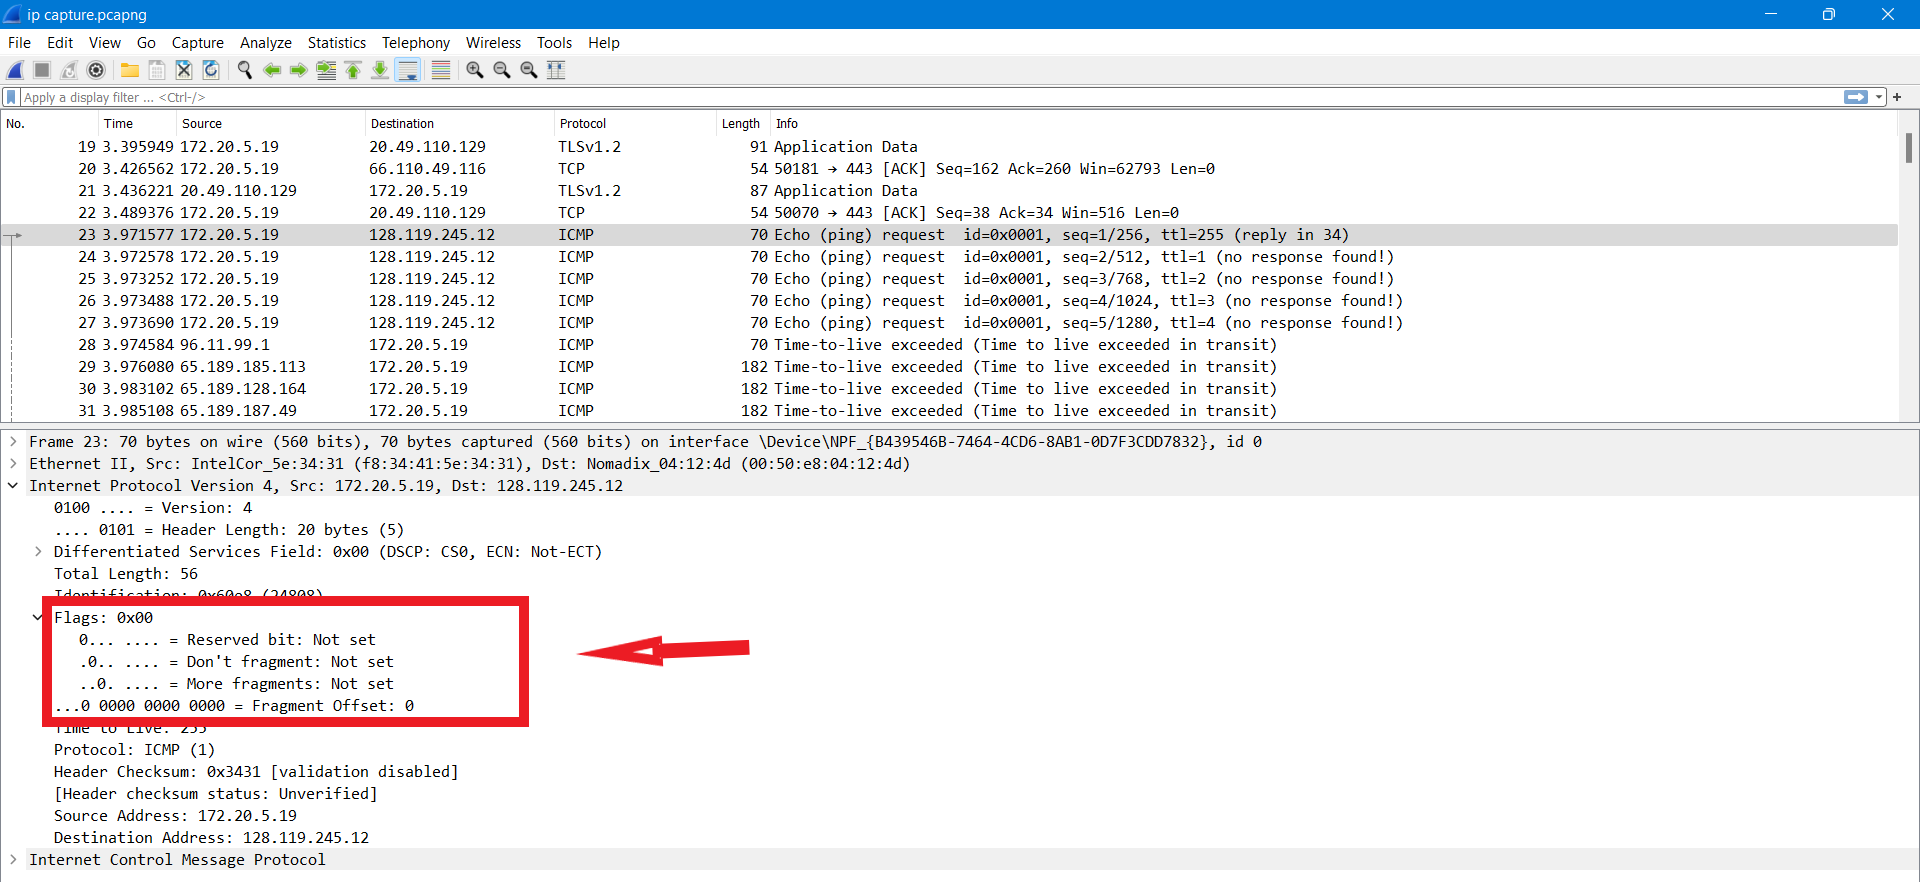 ip capture.pcapng
File Edit View Go Capture Analyze Statistics Telephony Wireless Tools Help
Apply a display filter ... <Ctrl-/>
No. Time Source Destination Protocol Length Info
19 3.395949 172.20.5.19 20.49.110.129 TLSv1.2 91 Application Data
20 3.426562 172.20.5.19 66.110.49.116 TCP 54 50181 → 443 [ACK] Seq=162 Ack=260 Win=62793 Len=0
21 3.436221 20.49.110.129 172.20.5.19 TLSv1.2 87 Application Data
22 3.489376 172.20.5.19 20.49.110.129 TCP 54 50070 → 443 [ACK] Seq=38 Ack=34 Win=516 Len=0
23 3.971577 172.20.5.19 128.119.245.12 ICMP 70 Echo (ping) request id=0x0001, seq=1/256, ttl=255 (reply in 34)
24 3.972578 172.20.5.19 128.119.245.12 ICMP 70 Echo (ping) request id=0x0001, seq=2/512, ttl=1 (no response found!)
25 3.973252 172.20.5.19 128.119.245.12 ICMP 70 Echo (ping) request id=0x0001, seq=3/768, ttl=2 (no response found!)
26 3.973488 172.20.5.19 128.119.245.12 ICMP 70 Echo (ping) request id=0x0001, seq=4/1024, ttl=3 (no response found!)
27 3.973690 172.20.5.19 128.119.245.12 ICMP 70 Echo (ping) request id=0x0001, seq=5/1280, ttl=4 (no response found!)
28 3.974584 96.11.99.1 172.20.5.19 ICMP 70 Time-to-live exceeded (Time to live exceeded in transit)
29 3.976080 65.189.185.113 172.20.5.19 ICMP 182 Time-to-live exceeded (Time to live exceeded in transit)
30 3.983102 65.189.128.164 172.20.5.19 ICMP 182 Time-to-live exceeded (Time to live exceeded in transit)
31 3.985108 65.189.187.49 172.20.5.19 ICMP 182 Time-to-live exceeded (Time to live exceeded in transit)
Frame 23: 70 bytes on wire (560 bits), 70 bytes captured (560 bits) on interface \Device\NPF_{B439546B-7464-4CD6-8AB1-0D7F3CDD7832}, id 0
Ethernet II, Src: IntelCor_5e:34:31 (f8:34:41:5e:34:31), Dst: Nomadix_04:12:4d (00:50:e8:04:12:4d)
Internet Protocol Version 4, Src: 172.20.5.19, Dst: 128.119.245.12
0100 .... = Version: 4
.... 0101 = Header Length: 20 bytes (5)
Differentiated Services Field: 0x00 (DSCP: CS0, ECN: Not-ECT)
Total Length: 56
Identification: 0x60e8 (24808)
Flags: 0x00
0... .... = Reserved bit: Not set
.0.. .... = Don't fragment: Not set
..0. .... = More fragments: Not set
...0 0000 0000 0000 = Fragment Offset: 0
Time to Live: 255
Protocol: ICMP (1)
Header Checksum: 0x3431 [validation disabled]
[Header checksum status: Unverified]
Source Address: 172.20.5.19
Destination Address: 128.119.245.12
Internet Control Message Protocol